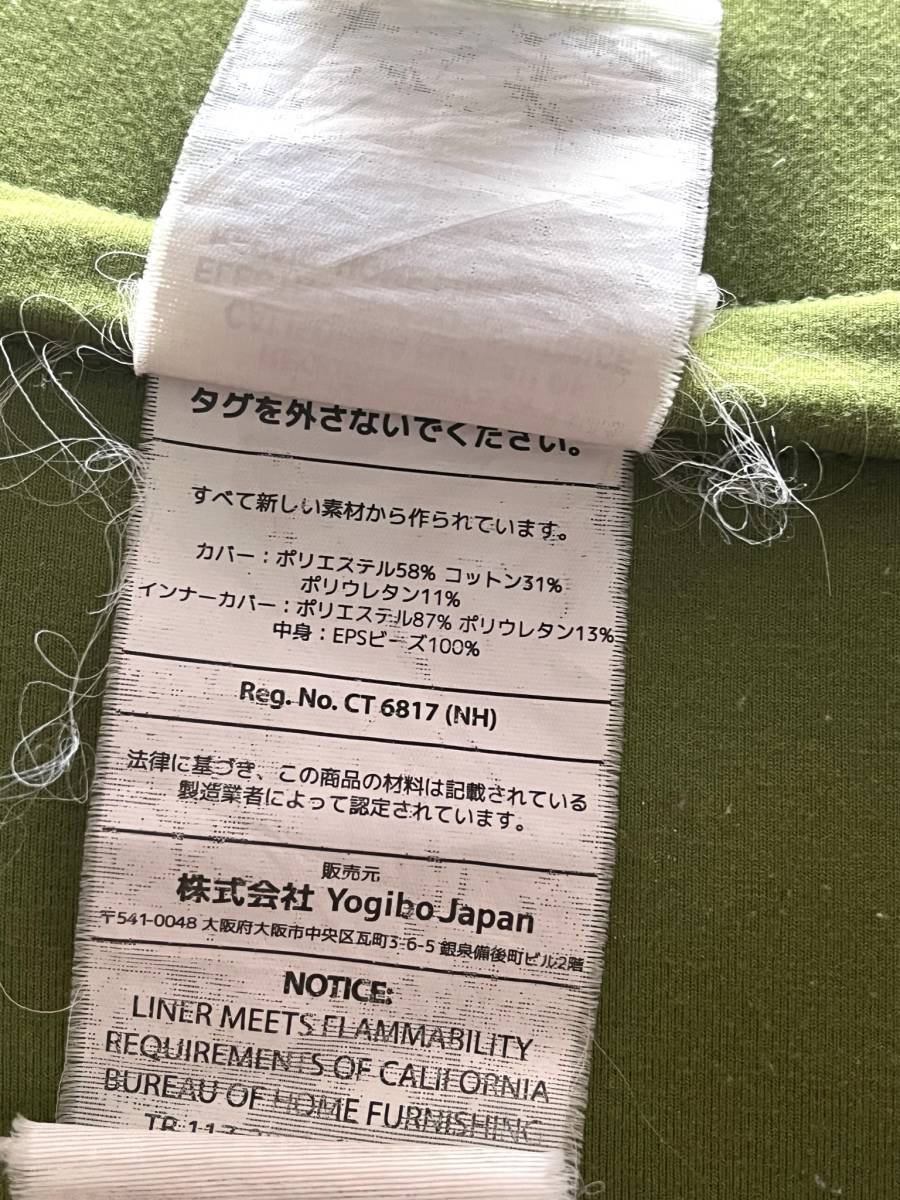 タグを外さないでください。
すべて新しい素材から作られています。
カバー：ポリエステル58% コットン31%
ポリウレタン11%
インナーカバー：ポリエステル87% ポリウレタン13%
中身：EPSビーズ100%
Reg. No. CT 6817 (NH)
法律に基づき、この商品の材料は記載されている
製造業者によって認定されています。
販売元
株式会社 Yogibo Japan
〒541-0048 大阪府大阪市中央区瓦町3-6-5 銀泉備後町ビル2階
NOTICE:
LINER MEETS FLAMMABILITY
REQUIREMENTS OF CALIFORNIA
BUREAU OF HOME FURNISHING
TB 117